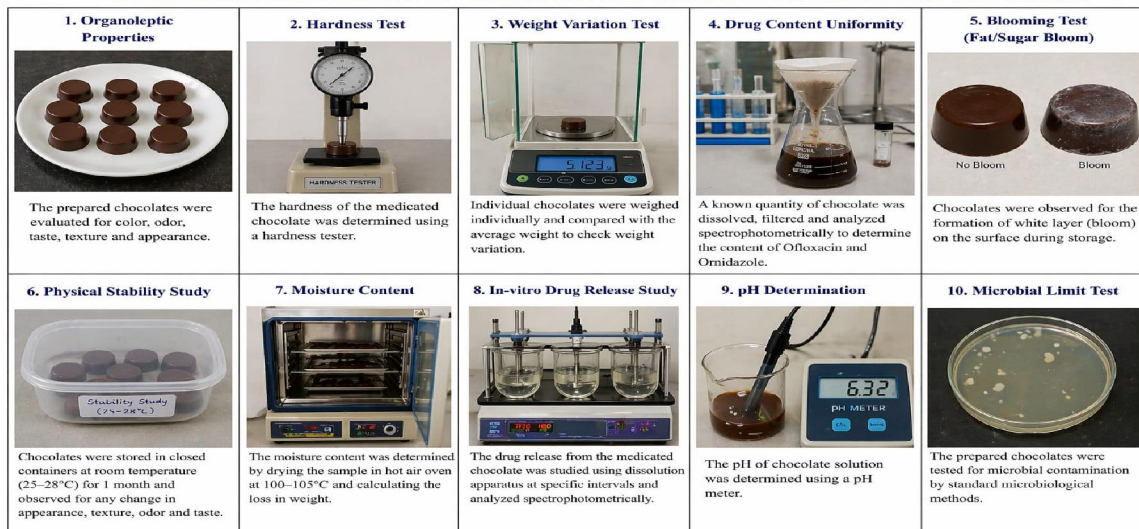 1. Organoleptic
Properties
The prepared chocolates were
evaluated for color, odor,
taste, texture and appearance.
2. Hardness Test
HARDNESS TESTER
The hardness of the medicated
chocolate was determined using
a hardness tester.
3. Weight Variation Test
5123
Individual chocolates were weighed
individually and compared with the
average weight to check weight
variation.
4. Drug Content Uniformity
A known quantity of chocolate was
dissolved, filtered and analyzed
spectrophotometrically to determine
the content of Ofloxacin and
Ornidazole.
5. Blooming Test
(Fat/Sugar Bloom)
No Bloom
Bloom
Chocolates were observed for the
formation of white layer (bloom)
on the surface during storage.
6. Physical Stability Study
Stability Study
(25-28°C)
Chocolates were stored in closed
containers at room temperature
(25–28°C) for 1 month and
observed for any change in
appearance, texture, odor and taste.
7. Moisture Content
The moisture content was determined
by drying the sample in hot air oven
at 100–105°C and calculating the
loss in weight.
8. In-vitro Drug Release Study
The drug release from the medicated
chocolate was studied using dissolution
apparatus at specific intervals and
analyzed spectrophotometrically.
9. pH Determination
6.32
PH METER
The pH of chocolate solution
was determined using a pH
meter.
10. Microbial Limit Test
The prepared chocolates were
tested for microbial contamination
by standard microbiological
methods.